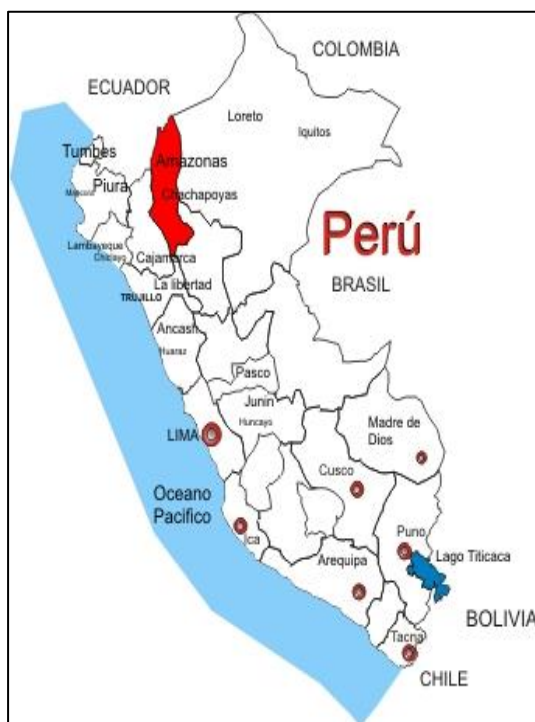 COLOMBIA
ECUADOR
Loreto
Iquitos
Tumbes
Amazonas
Piura
Chachapoyas
Perú
Lambayeque
Chiclayo
Cajamarca
BRASIL
La libertad
TRUJILLO
Ancash
Huaraz
Pasco
Junin
Huncayo
Madre de
Dios
LIMA
Cusco
Oceano
Pacifico
Ica
Puno
Lago Titicaca
Arequipa
BOLIVIA
Tacna
CHILE